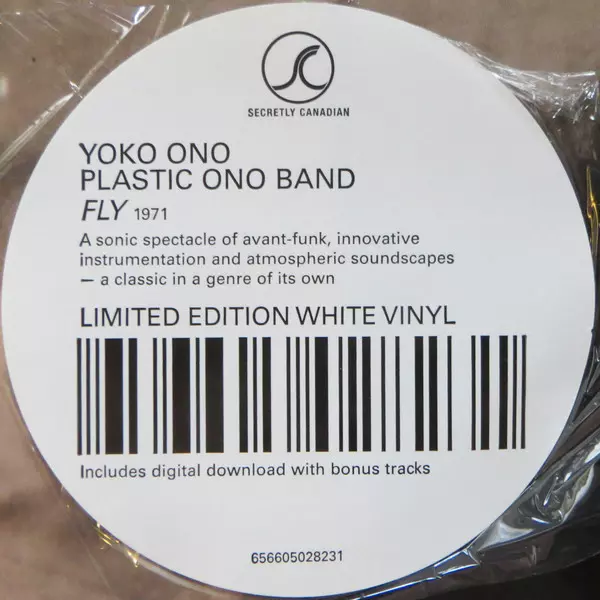 SECRETLY CANADIAN
YOKO ONO
PLASTIC ONO BAND
FLY 1971
A sonic spectacle of avant-funk, innovative
instrumentation and atmospheric soundscapes
— a classic in a genre of its own
LIMITED EDITION WHITE VINYL
Includes digital download with bonus tracks
656605028231